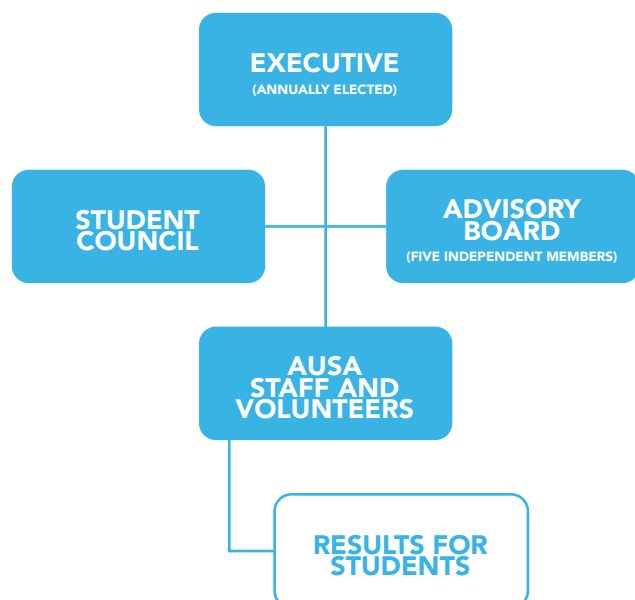 EXECUTIVE
(ANNUALLY ELECTED)
STUDENT
COUNCIL
ADVISORY
BOARD
(FIVE INDEPENDENT MEMBERS)
AUSA
STAFF AND
VOLUNTEERS
RESULTS FOR
STUDENTS